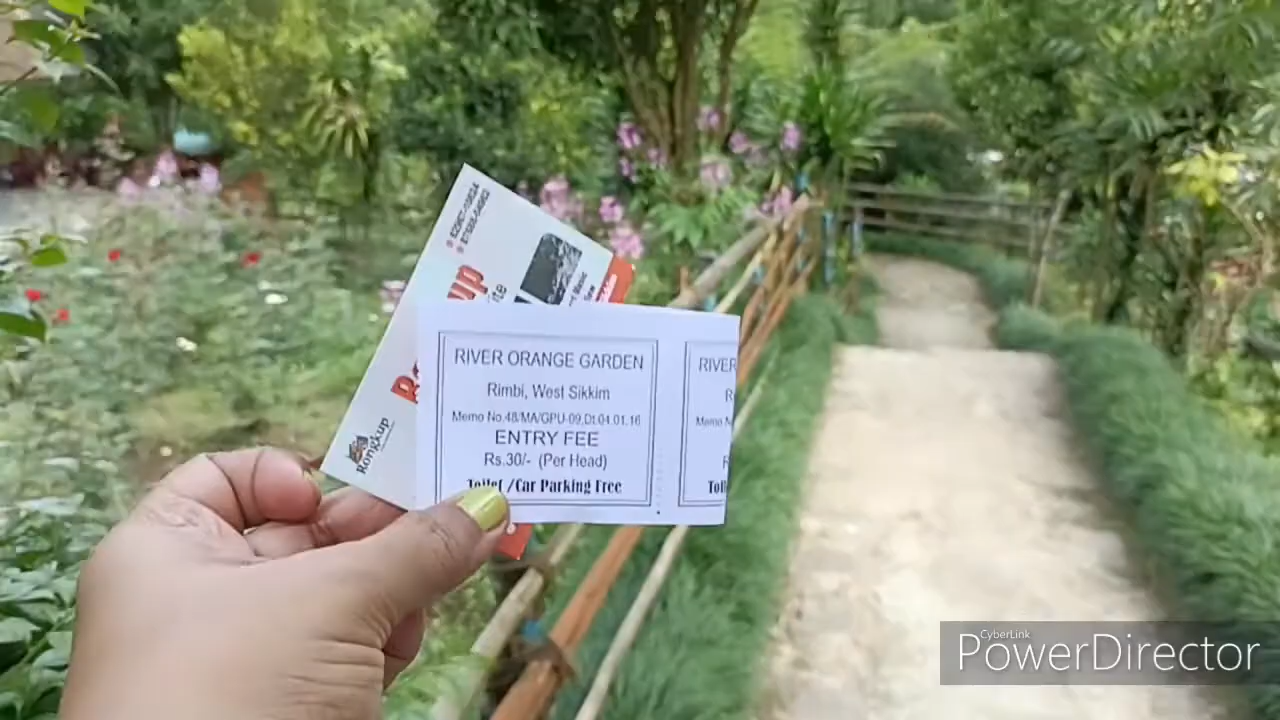 RIVER ORANGE GARDEN
Rimbi, West Sikkim
Memo No.48/MA/GPU-09,Dt.04.01.16
ENTRY FEE
Rs.30/- (Per Head)
Toilet /Car Parking Free
RIVER
R
Memo
Rongkup
CyberLink
PowerDirector